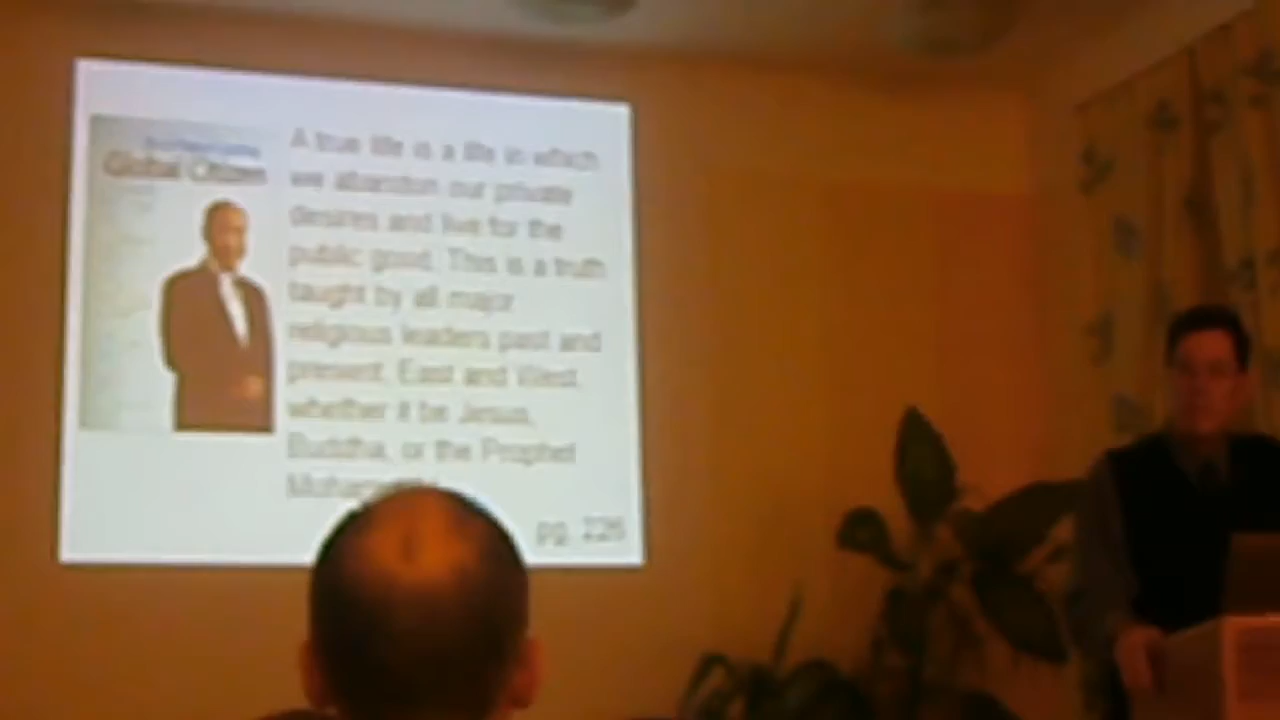 Global Citizen
A true life is a life in which
we abandon our private
desires and live for the
public good. This is a truth
taught by all major
religious leaders past and
present, East and West,
whether it be Jesus,
Buddha, or the Prophet
pg. 226